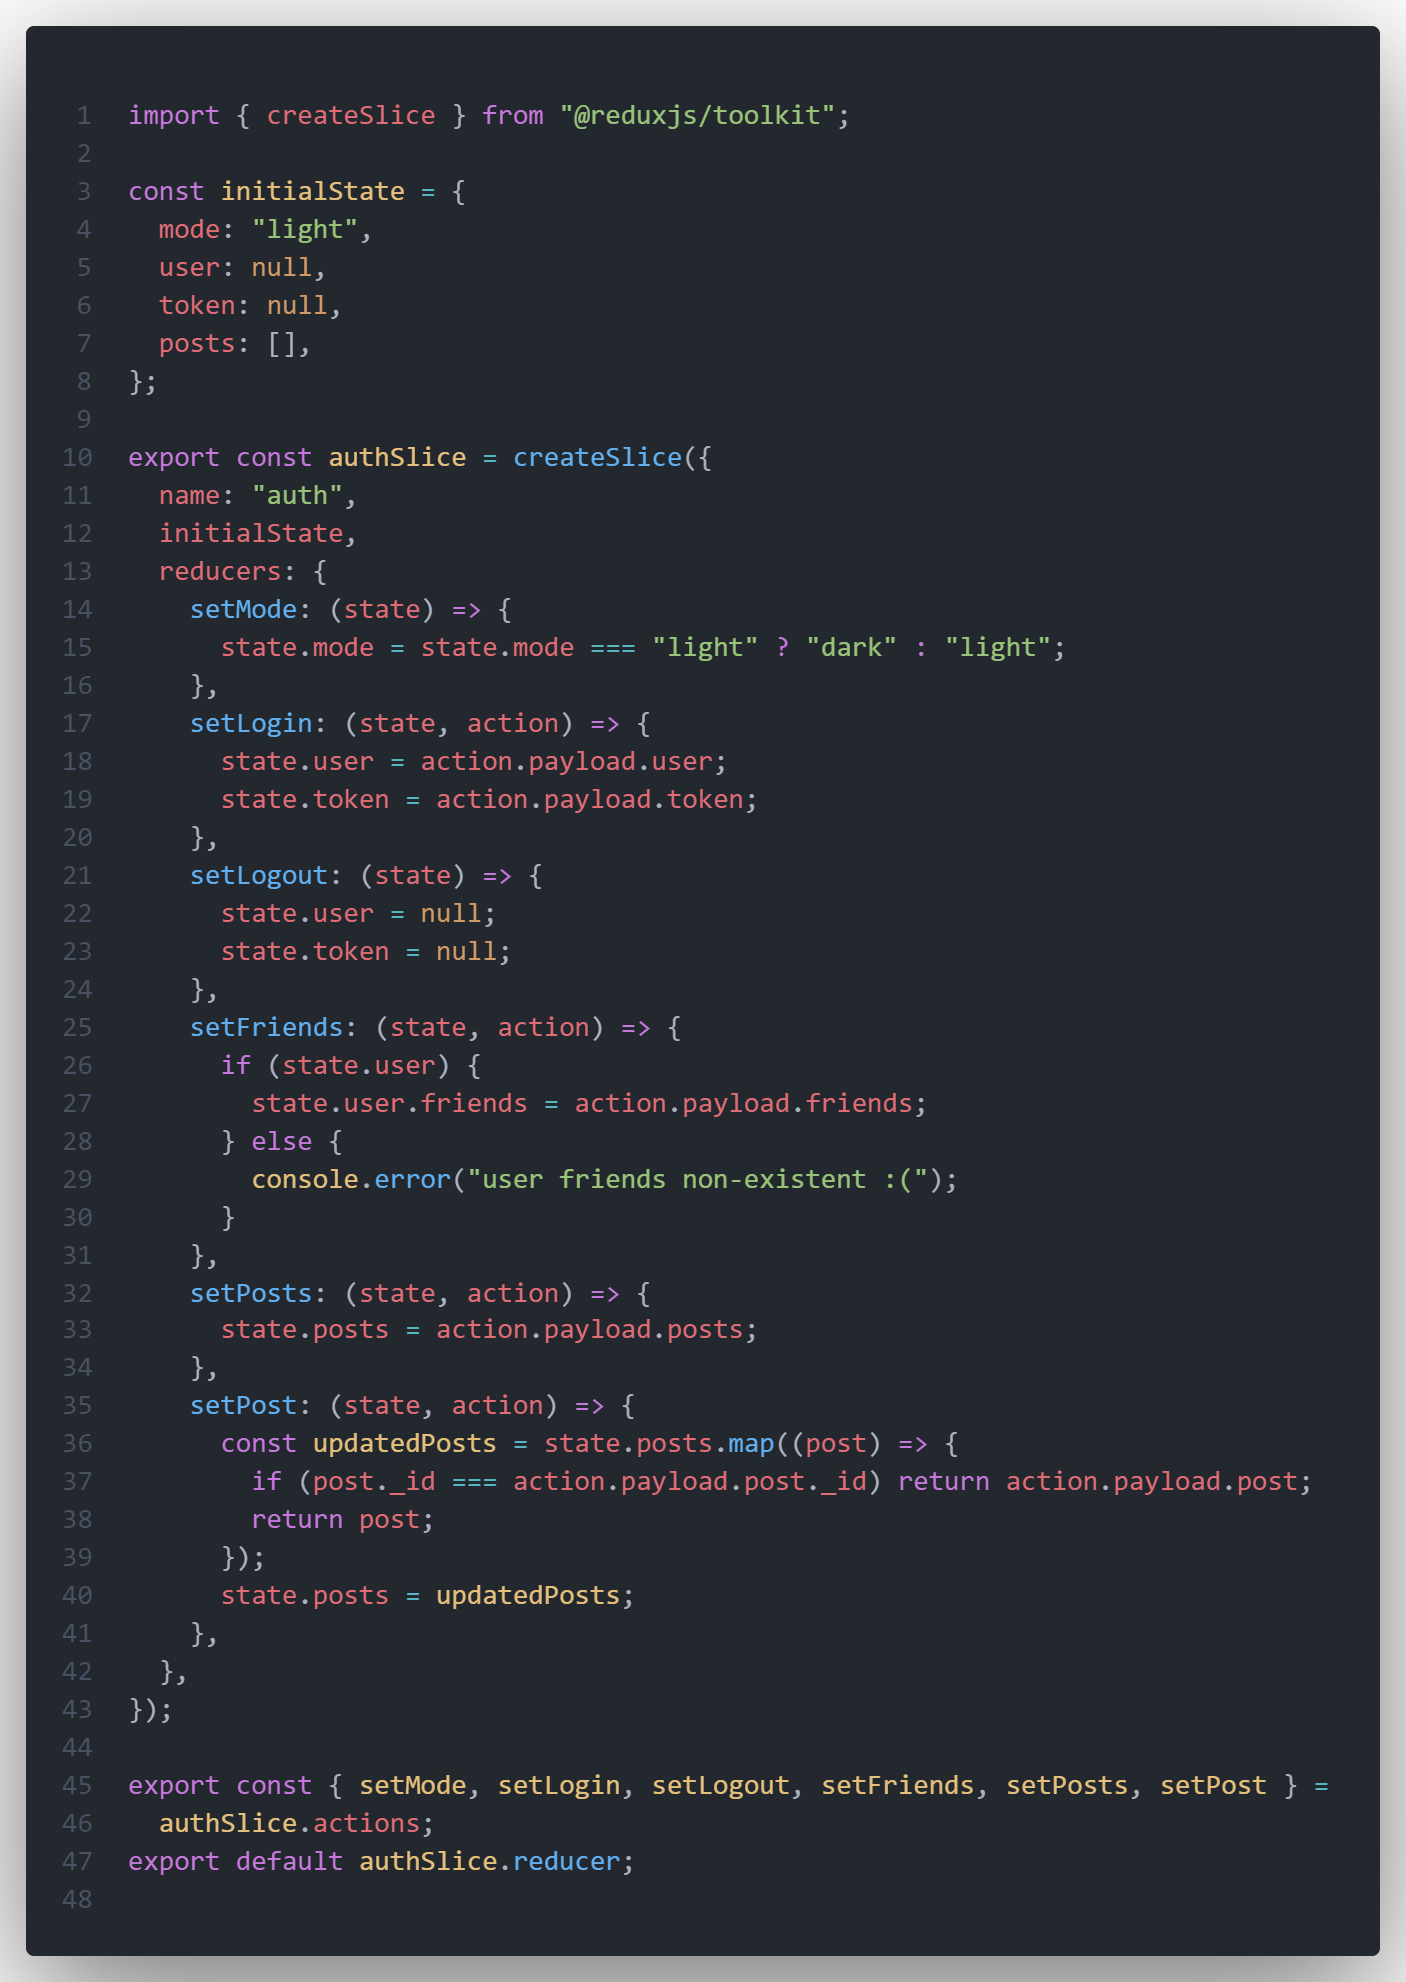 1 import { createSlice } from "@reduxjs/toolkit";
2
3 const initialState = {
4   mode: "light",
5   user: null,
6   token: null,
7   posts: [],
8 };
9
10 export const authSlice = createSlice({
11   name: "auth",
12   initialState,
13   reducers: {
14     setMode: (state) => {
15       state.mode = state.mode === "light" ? "dark" : "light";
16     },
17     setLogin: (state, action) => {
18       state.user = action.payload.user;
19       state.token = action.payload.token;
20     },
21     setLogout: (state) => {
22       state.user = null;
23       state.token = null;
24     },
25     setFriends: (state, action) => {
26       if (state.user) {
27         state.user.friends = action.payload.friends;
28       } else {
29         console.error("user friends non-existent :(");
30       }
31     },
32     setPosts: (state, action) => {
33       state.posts = action.payload.posts;
34     },
35     setPost: (state, action) => {
36       const updatedPosts = state.posts.map((post) => {
37         if (post._id === action.payload.post._id) return action.payload.post;
38         return post;
39       });
40       state.posts = updatedPosts;
41     },
42   },
43 });
44
45 export const { setMode, setLogin, setLogout, setFriends, setPosts, setPost } =
46   authSlice.actions;
47 export default authSlice.reducer;
48